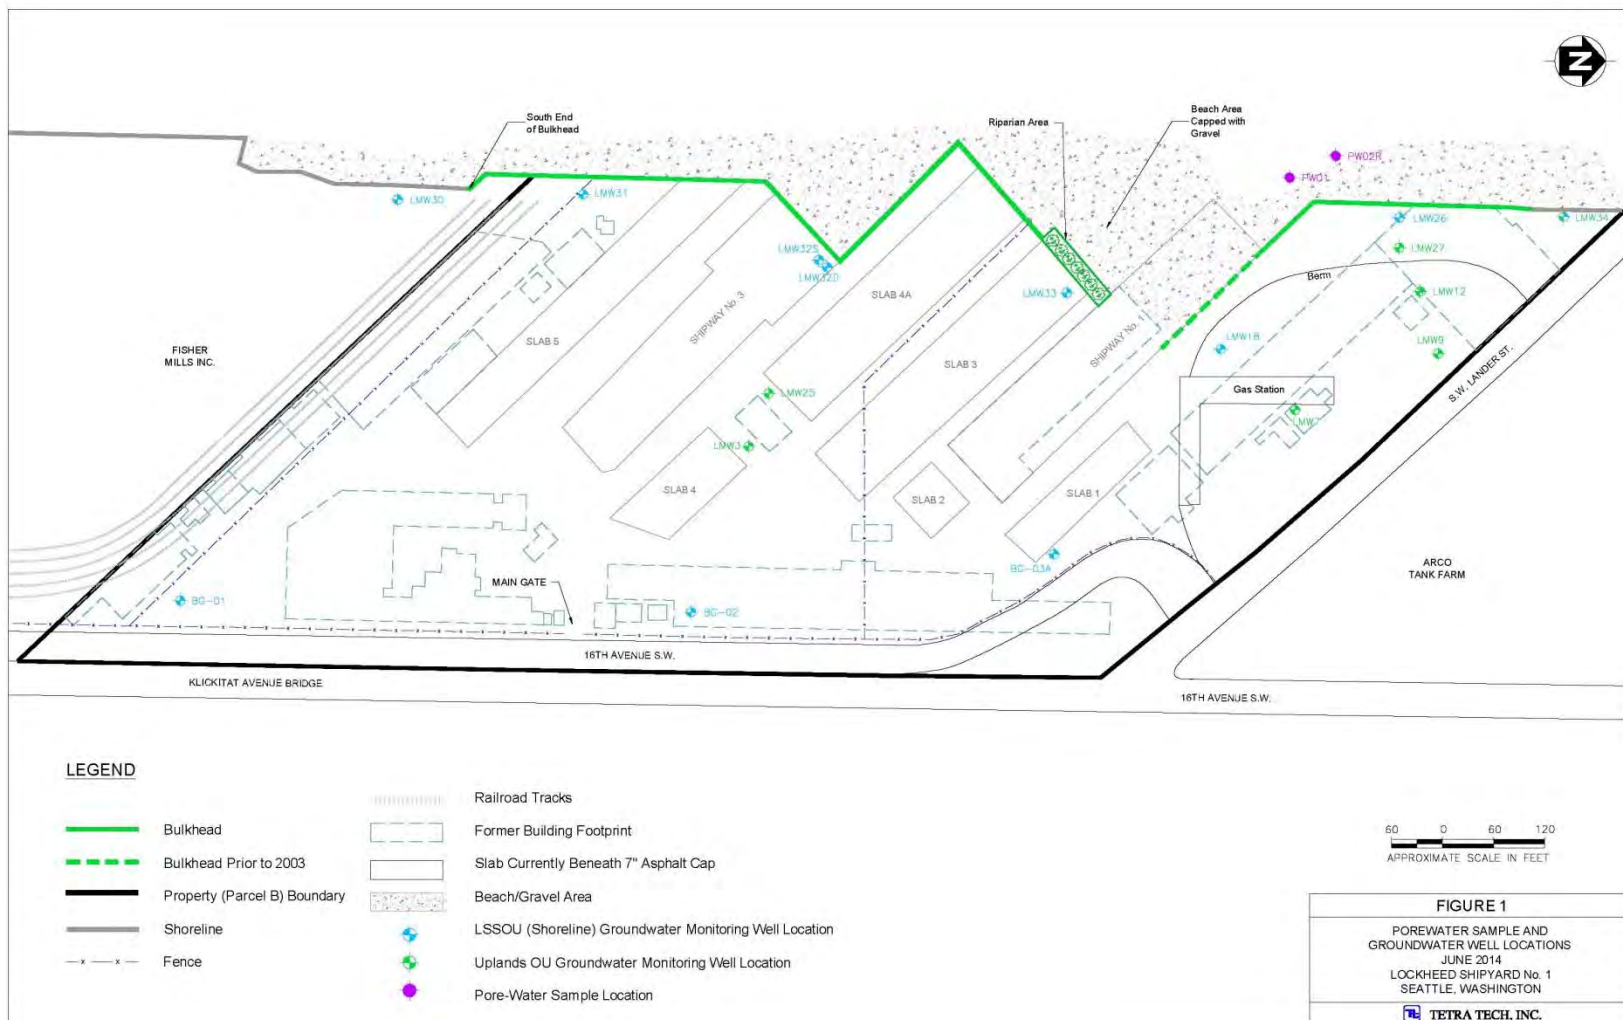 N
South End
of Bulkhead
Riparian Area
Beach Area
Capped with
Gravel
PW02R
PW01
LMW30
LMW31
LMW26
LMW34
LMW27
LMW32S
LMW32D
LMW33
Berm
LMW12
LMW18
LMW9
FISHER
MILLS INC.
SLAB 5
SHIPWAY No. 3
SLAB 4A
SLAB 3
SHIPWAY No.
S.W. LANDER ST.
Gas Station
LMW25
LMW7
LMW3
SLAB 4
SLAB 2
SLAB 1
BG-03A
ARCO
TANK FARM
MAIN GATE
BG-01
BG-02
16TH AVENUE S.W.
KLICKITAT AVENUE BRIDGE
16TH AVENUE S.W.
LEGEND
Bulkhead
Bulkhead Prior to 2003
Property (Parcel B) Boundary
Shoreline
Fence
Railroad Tracks
Former Building Footprint
Slab Currently Beneath 7" Asphalt Cap
Beach/Gravel Area
LSSOU (Shoreline) Groundwater Monitoring Well Location
Uplands OU Groundwater Monitoring Well Location
Pore-Water Sample Location
60 0 60 120
APPROXIMATE SCALE IN FEET
FIGURE 1
POREWATER SAMPLE AND
GROUNDWATER WELL LOCATIONS
JUNE 2014
LOCKHEED SHIPYARD No. 1
SEATTLE, WASHINGTON
TETRA TECH, INC.